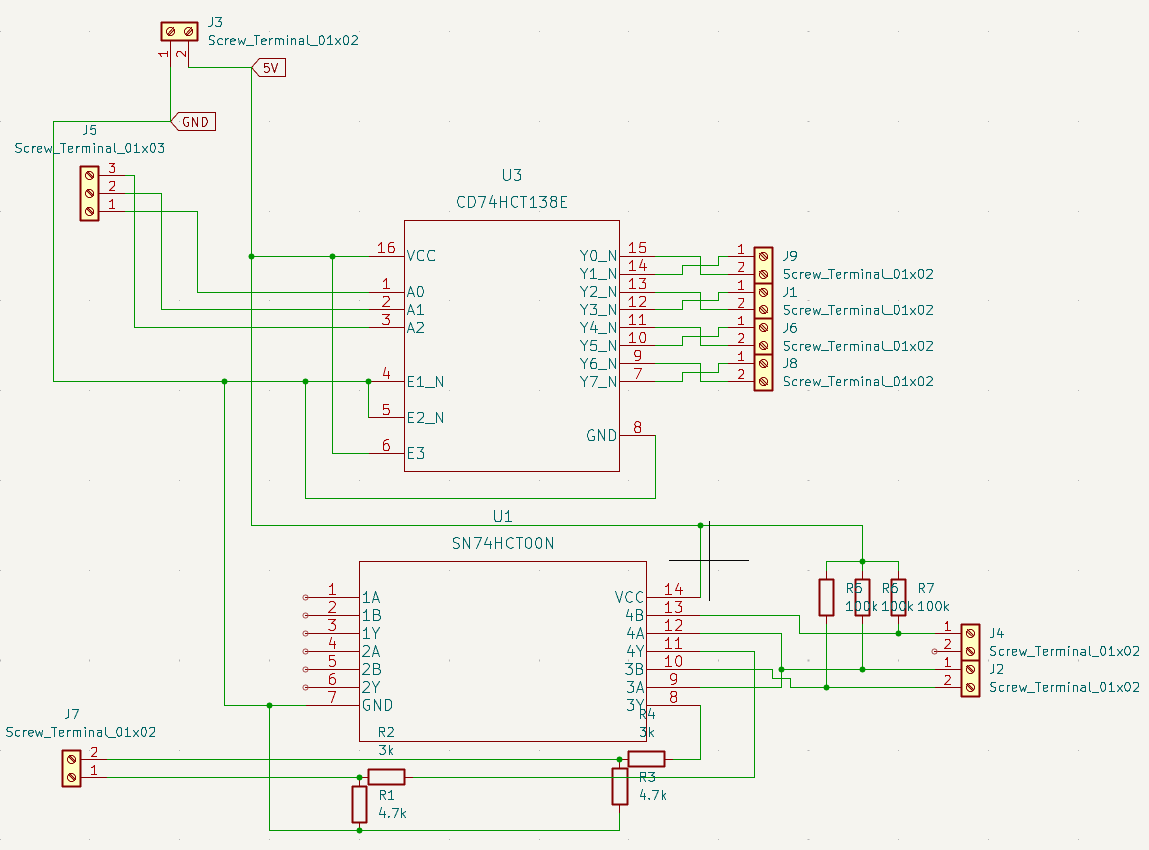 J3
Screw_Terminal_01x02
1
2
5V
GND
J5
Screw_Terminal_01x03
3
2
1
U3
CD74HCT138E
16 VCC
1 A0
2 A1
3 A2
4 E1_N
5 E2_N
6 E3
Y0_N 15
Y1_N 14
Y2_N 13
Y3_N 12
Y4_N 11
Y5_N 10
Y6_N 9
Y7_N 7
GND 8
1 J9
2 Screw_Terminal_01x02
1 J1
2 Screw_Terminal_01x02
1 J6
2 Screw_Terminal_01x02
1 J8
2 Screw_Terminal_01x02
U1
SN74HCT00N
1 1A
2 1B
3 1Y
4 2A
5 2B
6 2Y
7 GND
VCC 14
4B 13
4A 12
4Y 11
3B 10
3A 9
3Y 8
R5 R6 R7
100k 100k 100k
1 J4
2 Screw_Terminal_01x02
1 J2
2 Screw_Terminal_01x02
J7
Screw_Terminal_01x02
2
1
R2
3k
R4
3k
R1
4.7k
R3
4.7k